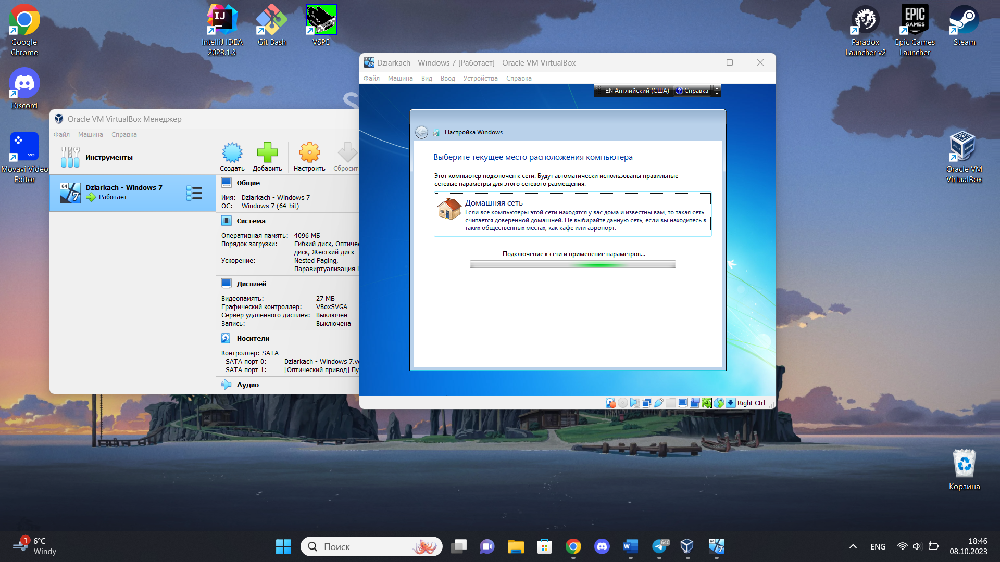 Google
Chrome
Discord
Movavi Video
Editor
IntelliJ IDEA
2023.1.3
Git Bash
VSPE
Paradox
Launcher v2
EPIC
GAMES
Epic Games
Launcher
Steam
Oracle VM
VirtualBox
Корзина
Oracle VM VirtualBox Менеджер
Файл Машина Справка
Инструменты
64
7
Dziarkach - Windows 7
Работает
Создать Добавить Настроить
Общие
Имя: Dziarkach - Windows 7
ОС: Windows 7 (64-bit)
Система
Оперативная память: 4096 МБ
Порядок загрузки: Гибкий диск, Оптичес
диск, Жёсткий диск
Ускорение: Nested Paging,
Паравиртуализация
Дисплей
Видеопамять: 27 МБ
Графический контроллер: VBoxSVGA
Сервер удалённого дисплея: Выключен
Запись: Выключена
Носители
Контроллер: SATA
SATA порт 0: Dziarkach - Windows 7.v
SATA порт 1: [Оптический привод] Пу
Аудио
Dziarkach - Windows 7 [Работает] - Oracle VM VirtualBox
Файл Машина Вид Ввод Устройства Справка
EN Английский (США) Справка
Настройка Windows
Выберите текущее место расположения компьютера
Этот компьютер подключен к сети. Будут автоматически использованы правильные
сетевые параметры для этого сетевого размещения.
Домашняя сеть
Если все компьютеры этой сети находятся у вас дома и известны вам, то такая сеть
считается доверенной домашней. Не выбирайте данную сеть, если вы находитесь в
таких общественных местах, как кафе или аэропорт.
Подключение к сети и применение параметров...
Right Ctrl
1
6°C
Windy
Поиск
640
ENG
18:46
08.10.2023